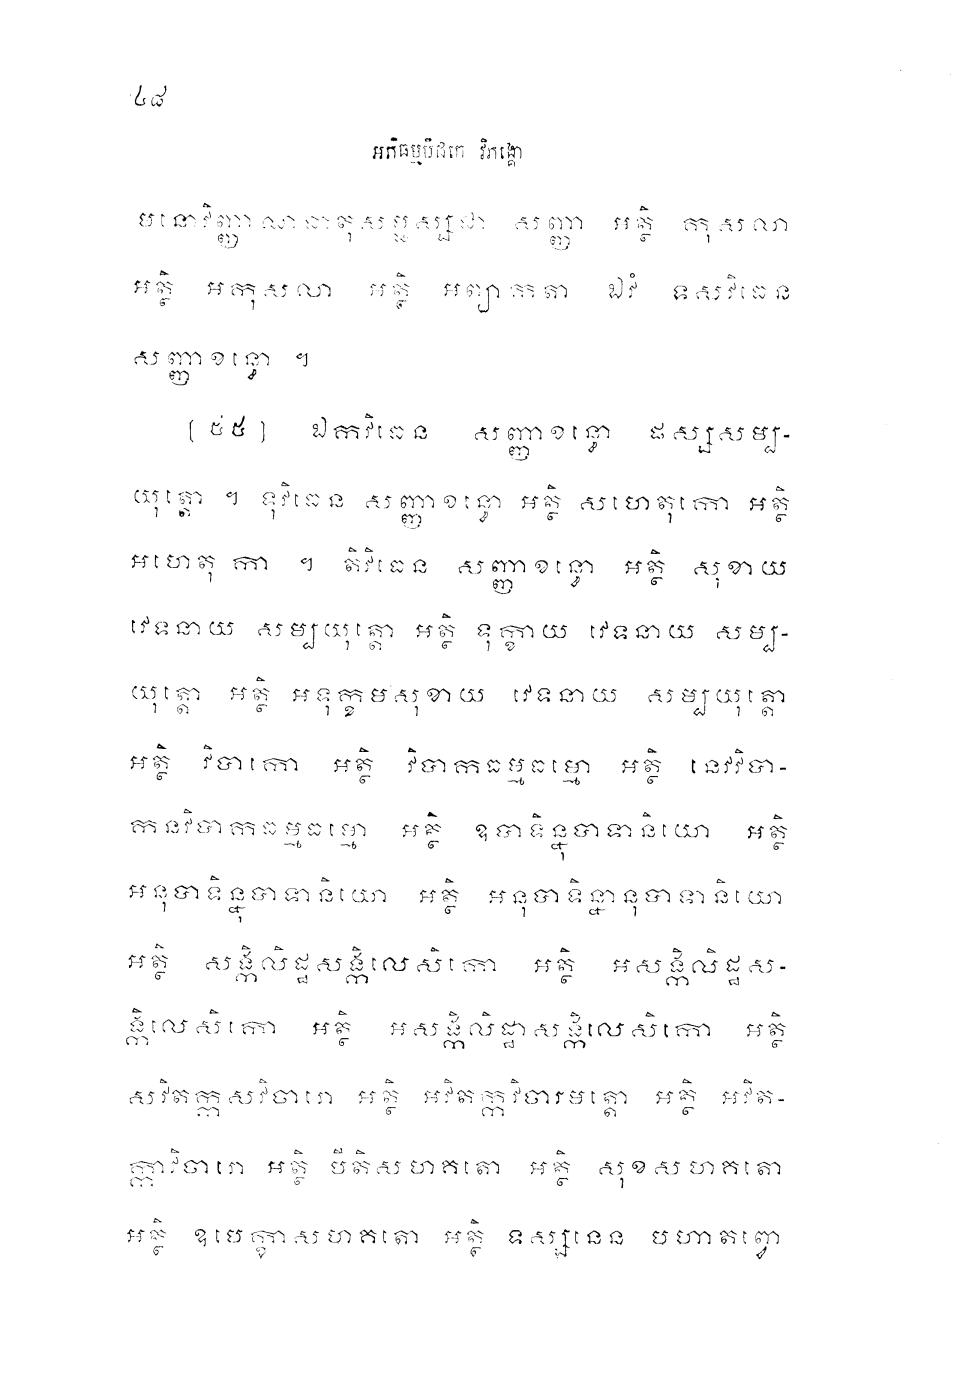 ៤៨
អភិធម្មបិដកេ វិភង្គោ
មនោវិញ្ញាណធាតុសម្ផស្សជា សញ្ញា អត្ថិ កុសលា
អត្ថិ អកុសលា អត្ថិ អព្យាកតា ឯវំ ទសវិធេន
សញ្ញាខន្ធោ ។
[៥៥] ឯកវិធេន សញ្ញាខន្ធោ ផស្សសម្ប-
យុត្តោ ។ ទុវិធេន សញ្ញាខន្ធោ អត្ថិ សហេតុកោ អត្ថិ
អហេតុកោ ។ តិវិធេន សញ្ញាខន្ធោ អត្ថិ សុខាយ
វេទនាយ សម្បយុត្តោ អត្ថិ ទុក្ខាយ វេទនាយ សម្ប-
យុត្តោ អត្ថិ អទុក្ខមសុខាយ វេទនាយ សម្បយុត្តោ
អត្ថិ វិបាកោ អត្ថិ វិបាកធម្មធម្មោ អត្ថិ នេវវិបា-
កនវិបាកធម្មធម្មោ អត្ថិ ឧបាទិន្នុបាទានិយោ អត្ថិ
អនុបាទិន្នុបាទានិយោ អត្ថិ អនុបាទិន្នានុបាទានិយោ
អត្ថិ សង្កិលិដ្ឋសង្កិលេសិកោ អត្ថិ អសង្កិលិដ្ឋស-
ង្កិលេសិកោ អត្ថិ អសង្កិលិដ្ឋាសង្កិលេសិកោ អត្ថិ
សវិតក្កសវិចារោ អត្ថិ អវិតក្កវិចារមត្តោ អត្ថិ អវិត-
ក្កាវិចារោ អត្ថិ បីតិសហគតោ អត្ថិ សុខសហគតោ
អត្ថិ ឧបេក្ខាសហគតោ អត្ថិ ទស្សនេន បហាតព្វោ